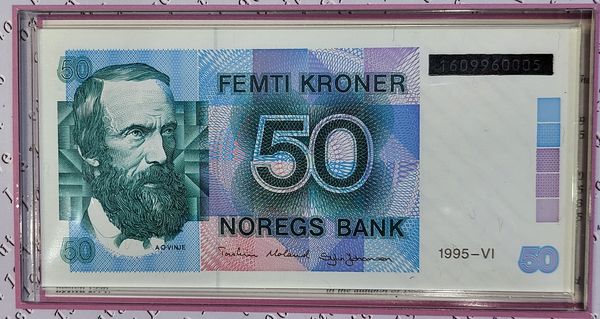 50
FEMTI KRONER
1609960005
50
NOREGS BANK
50
A.O.VINJE
1995-VI
50